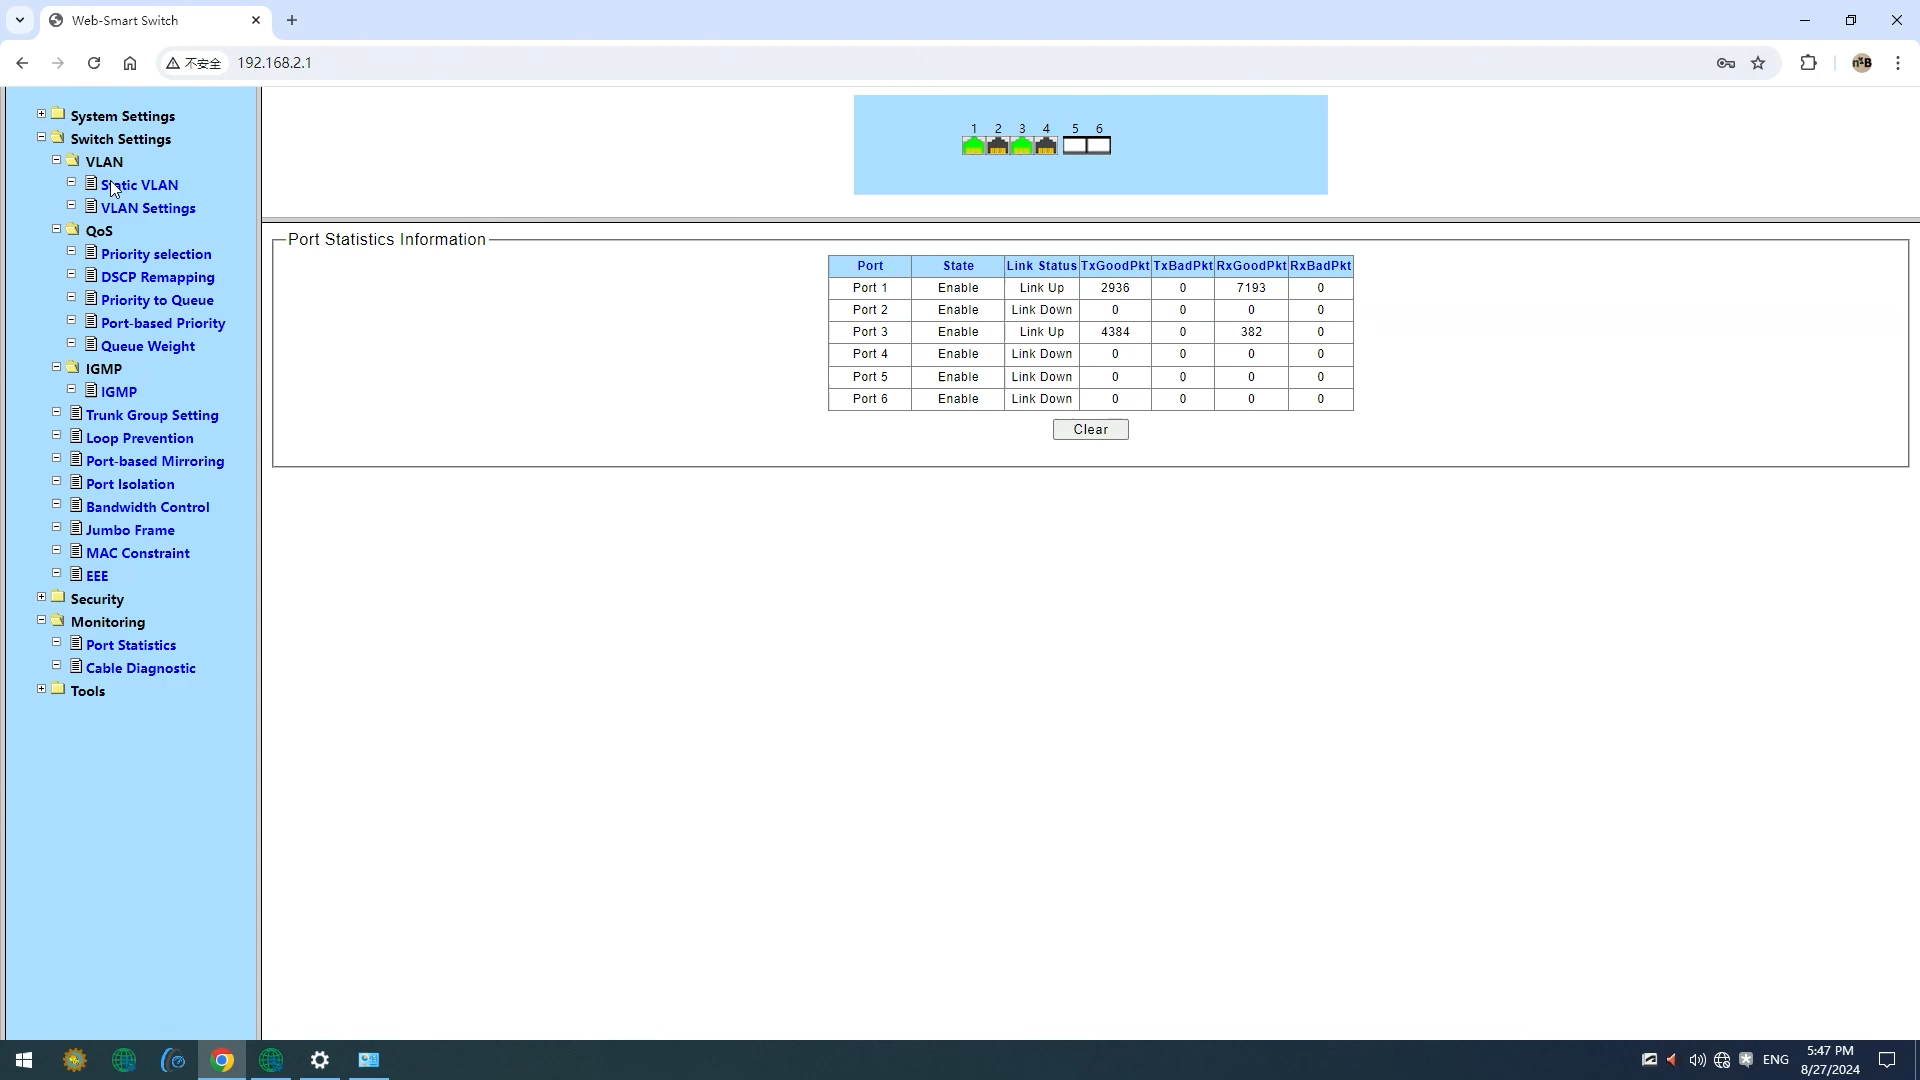 Web-Smart Switch
不安全 192.168.2.1
System Settings
Switch Settings
VLAN
Static VLAN
VLAN Settings
QoS
Priority selection
DSCP Remapping
Priority to Queue
Port-based Priority
Queue Weight
IGMP
IGMP
Trunk Group Setting
Loop Prevention
Port-based Mirroring
Port Isolation
Bandwidth Control
Jumbo Frame
MAC Constraint
EEE
Security
Monitoring
Port Statistics
Cable Diagnostic
Tools
1 2 3 4 5 6
Port Statistics Information
Port State Link Status TxGoodPkt TxBadPkt RxGoodPkt RxBadPkt
Port 1 Enable Link Up 2936 0 7193 0
Port 2 Enable Link Down 0 0 0 0
Port 3 Enable Link Up 4384 0 382 0
Port 4 Enable Link Down 0 0 0 0
Port 5 Enable Link Down 0 0 0 0
Port 6 Enable Link Down 0 0 0 0
Clear
ENG
5:47 PM
8/27/2024